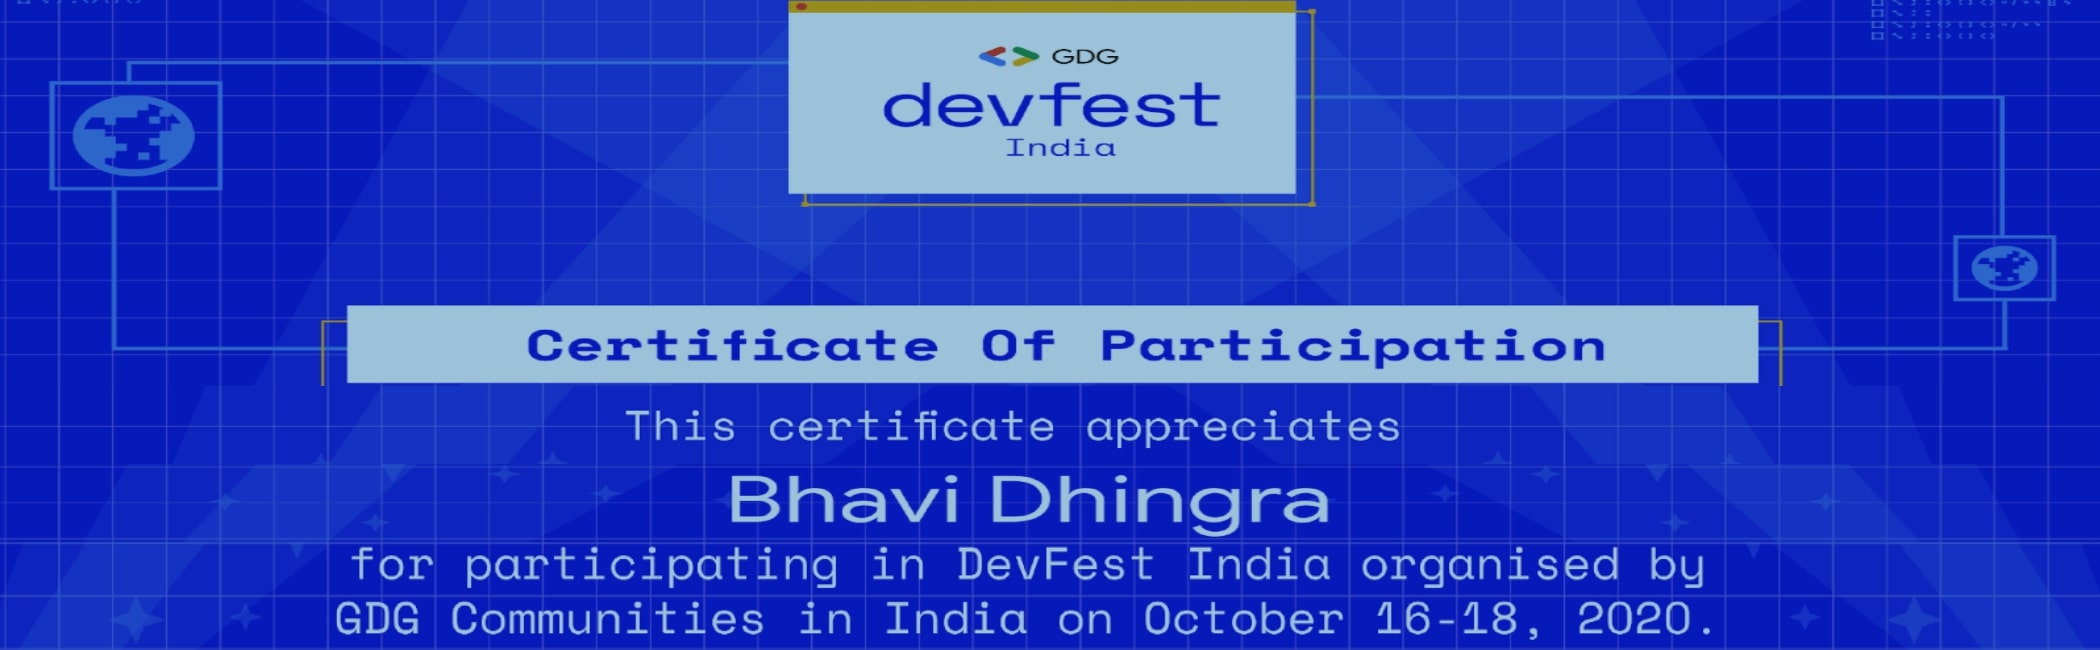 GDG
devfest
India
Certificate Of Participation
This certificate appreciates
Bhavi Dhingra
for participating in DevFest India organised by
GDG Communities in India on October 16-18, 2020.